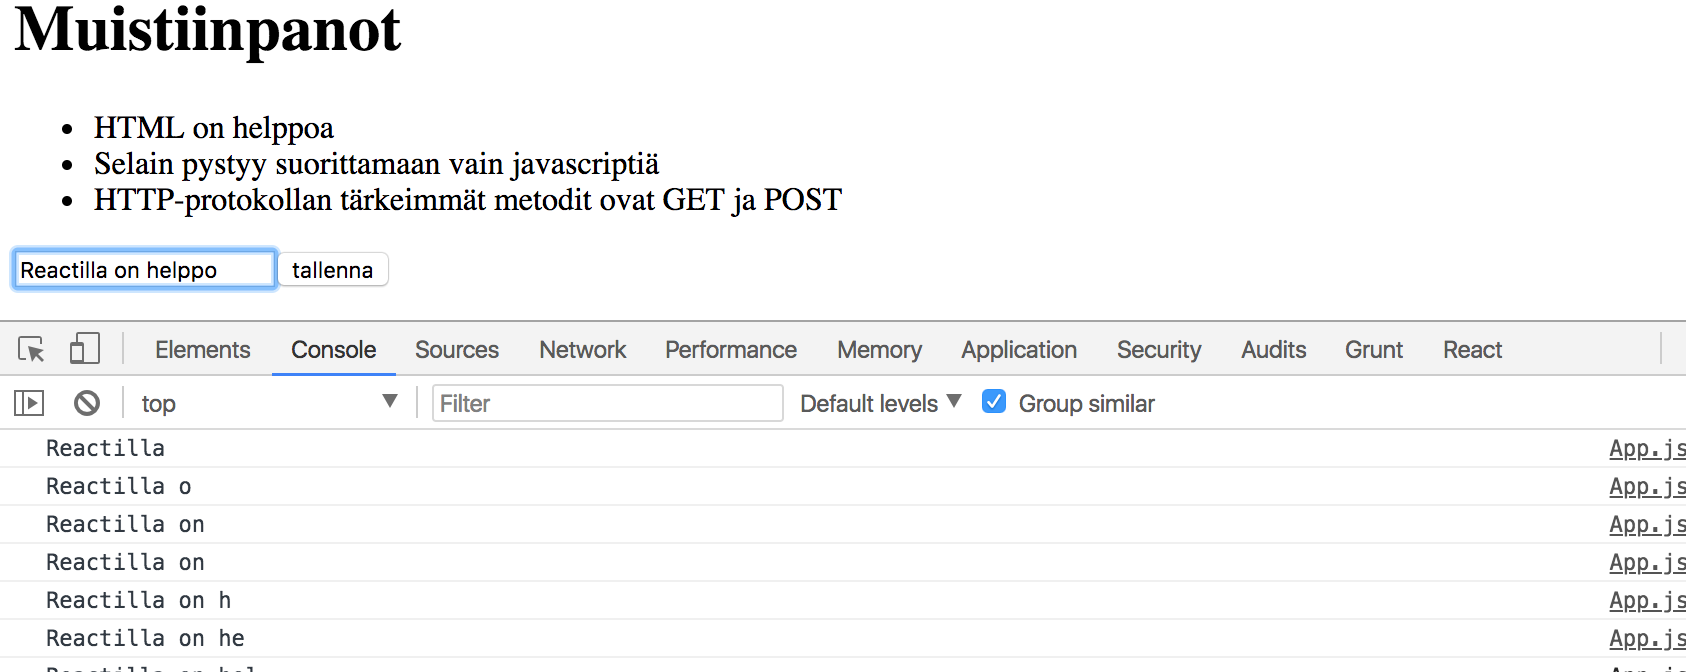 Muistiinpanot
HTML on helppoa
Selain pystyy suorittamaan vain javascriptiä
HTTP-protokollan tärkeimmät metodit ovat GET ja POST
Reactilla on helppo tallenna
Elements Console Sources Network Performance Memory Application Security Audits Grunt React
top Filter Default levels Group similar
Reactilla App.js
Reactilla o App.js
Reactilla on App.js
Reactilla on App.js
Reactilla on h App.js
Reactilla on he App.js
Reactilla on hel